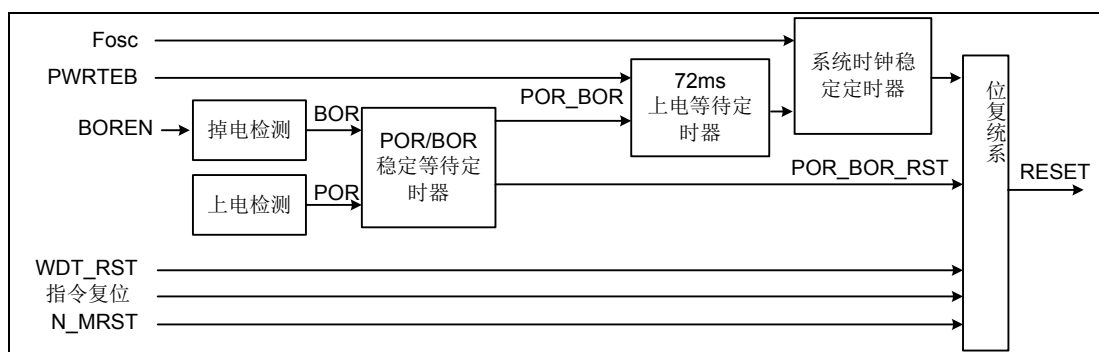 Fosc
PWRTEB
BOREN
掉电检测
BOR
上电检测
POR
POR/BOR
稳定等待定
时器
POR_BOR
72ms
上电等待定
时器
系统时钟稳
定定时器
POR_BOR_RST
位复统系
RESET
WDT_RST
指令复位
N_MRST